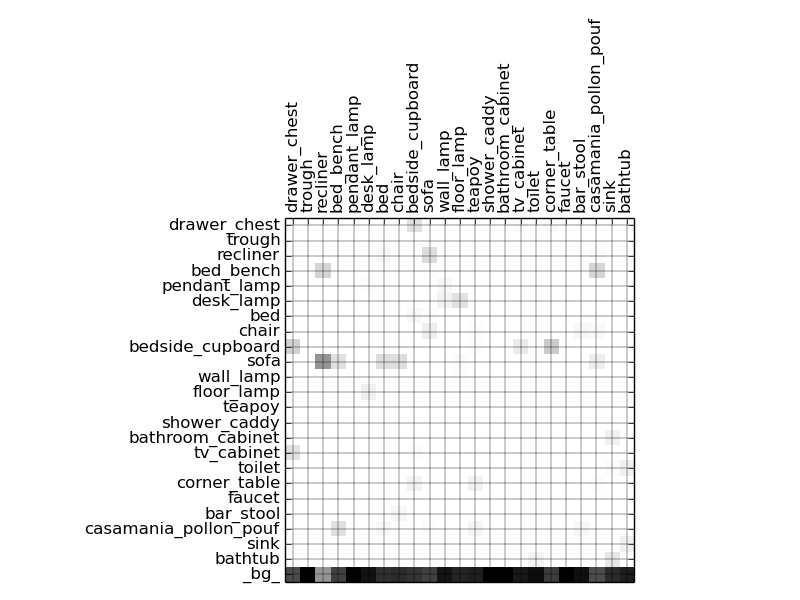 drawer_chest
trough
recliner
bed_bench
pendant_lamp
desk_lamp
bed
chair
bedside_cupboard
sofa
wall_lamp
floor_lamp
teapoy
shower_caddy
bathroom_cabinet
tv_cabinet
toilet
corner_table
faucet
bar_stool
casamania_pollon_pouf
sink
bathtub
drawer_chest
trough
recliner
bed_bench
pendant_lamp
desk_lamp
bed
chair
bedside_cupboard
sofa
wall_lamp
floor_lamp
teapoy
shower_caddy
bathroom_cabinet
tv_cabinet
toilet
corner_table
faucet
bar_stool
casamania_pollon_pouf
sink
bathtub
_bg_